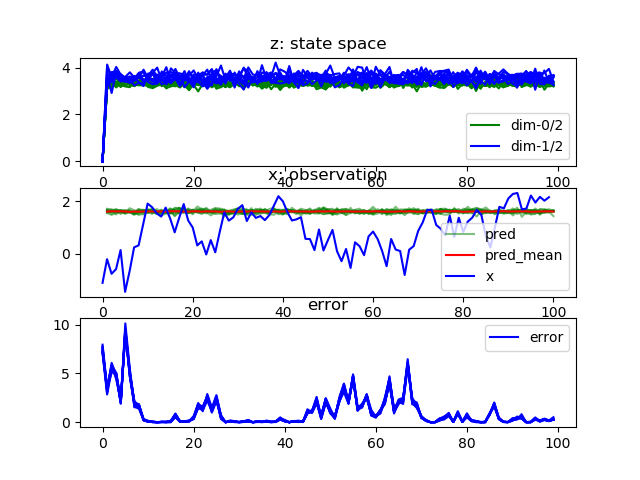 z: state space
4
2
0
dim-0/2
dim-1/2
0 20 40 60 80 100
x: observation
2
0
pred
pred_mean
x
0 20 40 60 80 100
error
10
5
0
error
0 20 40 60 80 100